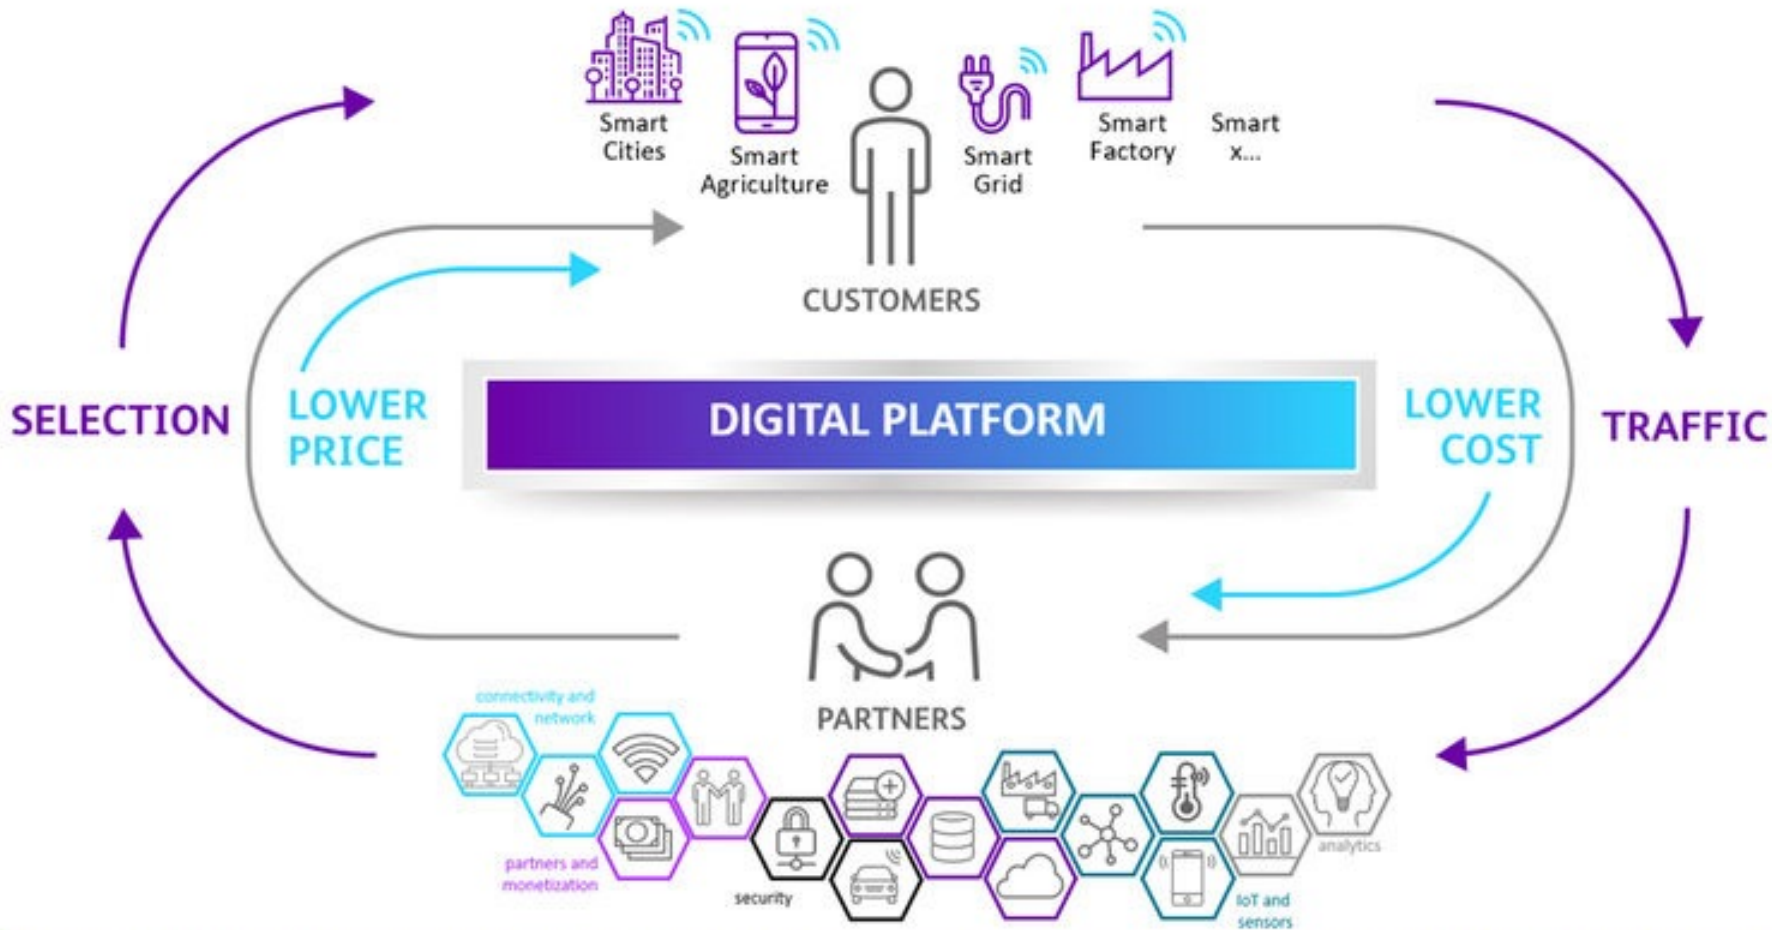 Smart
Cities
Smart
Agriculture
Smart
Grid
Smart
Factory
Smart
x...
CUSTOMERS
SELECTION
LOWER
PRICE
DIGITAL PLATFORM
LOWER
COST
TRAFFIC
PARTNERS
connectivity and
network
partners and
monetization
security
IoT and
sensors
analytics